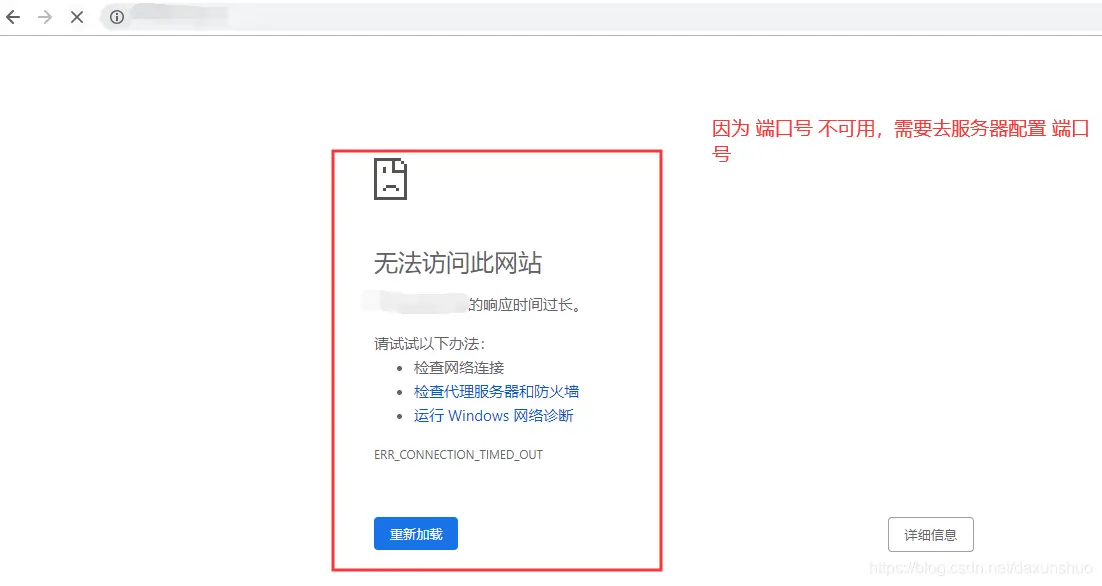 因为 端口号 不可用，需要去服务器配置 端口
号
无法访问此网站
的响应时间过长。
请试试以下办法：
检查网络连接
检查代理服务器和防火墙
运行 Windows 网络诊断
ERR_CONNECTION_TIMED_OUT
重新加载
详细信息
https://blog.csdn.net/daxunshuo